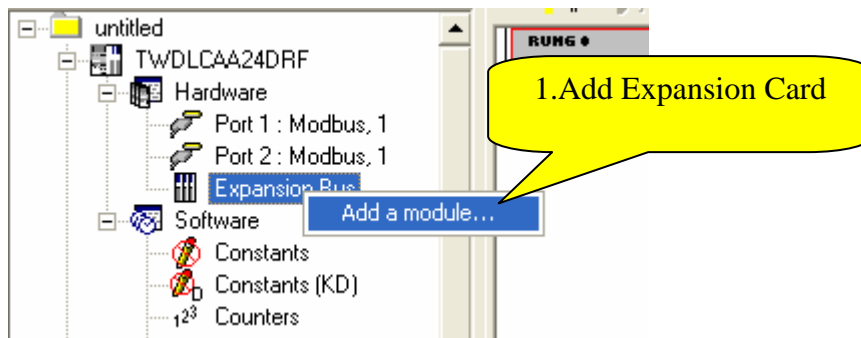 untitled
RUNG 0
TWDLCAA24DRF
1.Add Expansion Card
Hardware
Port 1 : Modbus, 1
Port 2 : Modbus, 1
Expansion Bus
Add a module...
Software
Constants
Constants (KD)
Counters